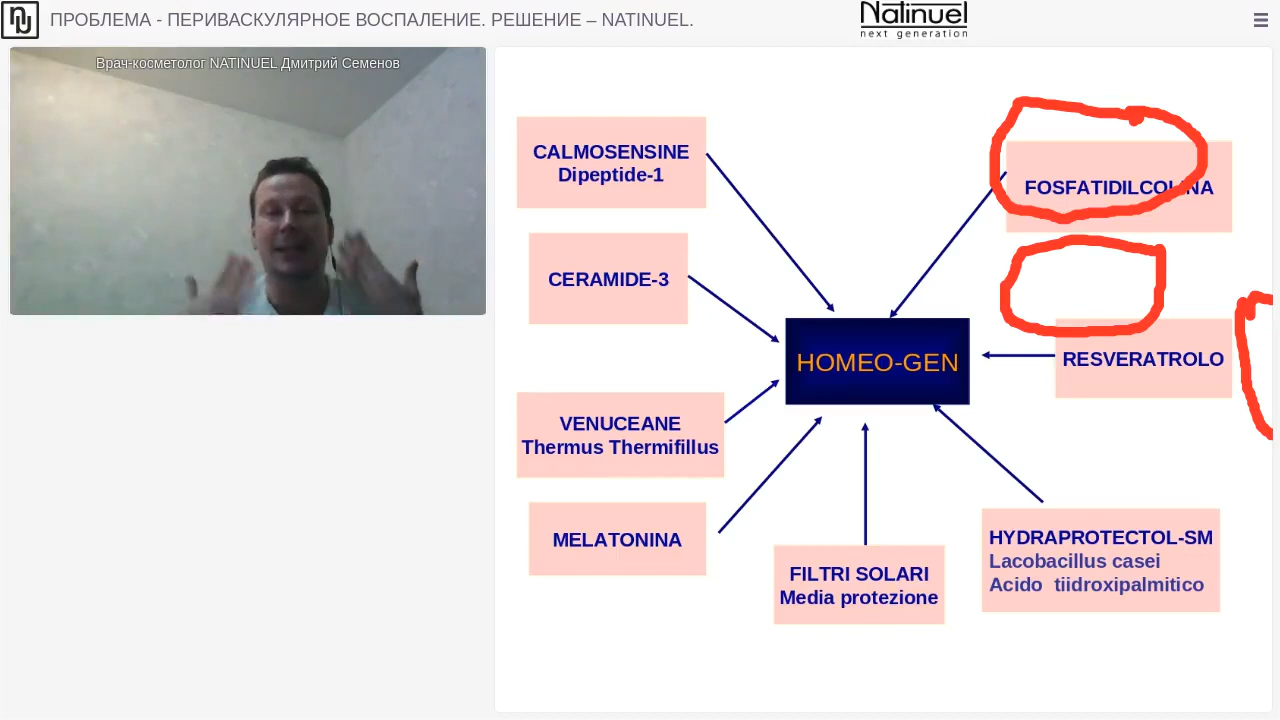 ПРОБЛЕМА - ПЕРИВАСКУЛЯРНОЕ ВОСПАЛЕНИЕ. РЕШЕНИЕ – NATINUEL.
Natinuel
next generation
Врач-косметолог NATINUEL Дмитрий Семенов
CALMOSENSINE
Dipeptide-1
FOSFATIDILCOLINA
CERAMIDE-3
HOMEO-GEN
RESVERATROLO
VENUCEANE
Thermus Thermifillus
MELATONINA
FILTRI SOLARI
Media protezione
HYDRAPROTECTOL-SM
Lacobacillus casei
Acido tiidroxipalmitico